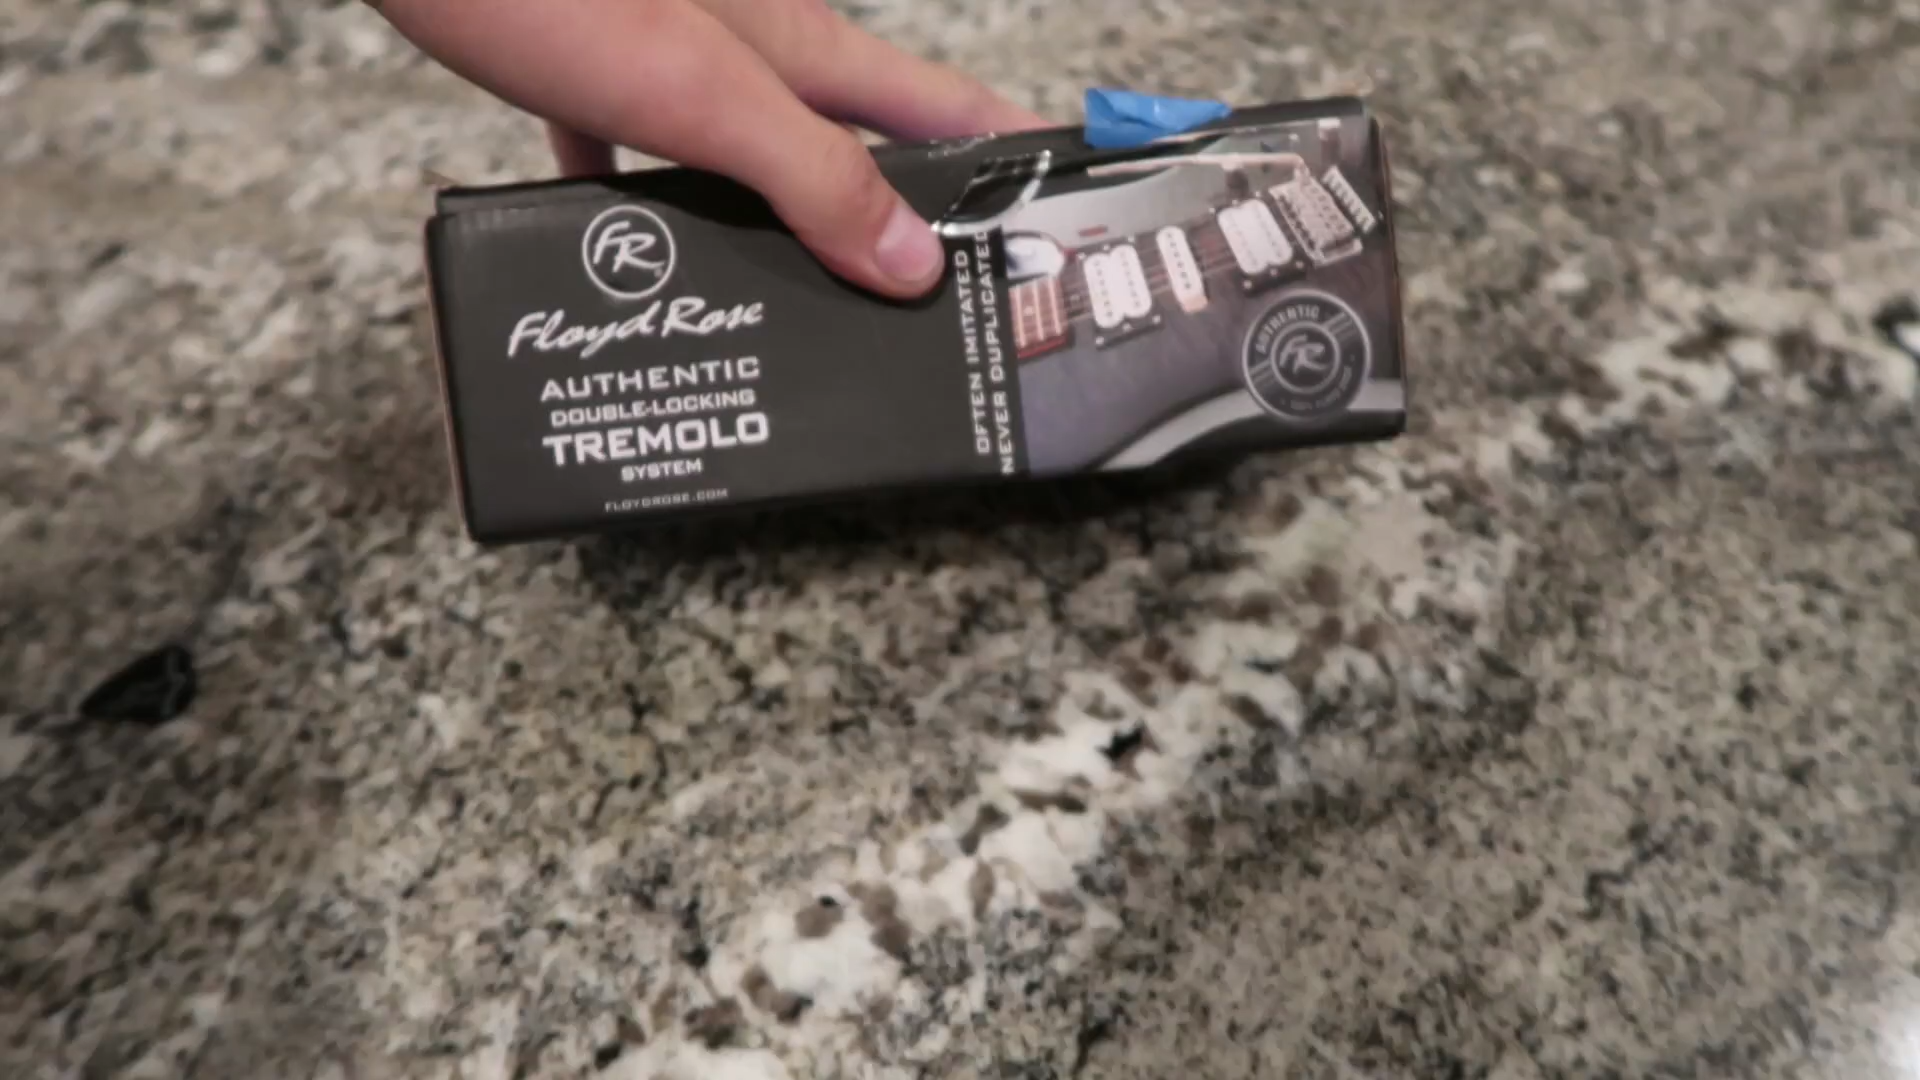 FR
Floyd Rose
AUTHENTIC
DOUBLE-LOCKING
TREMOLO
SYSTEM
FLOYDROSE.COM
OFTEN IMITATED
NEVER DUPLICATED
AUTHENTIC
FR